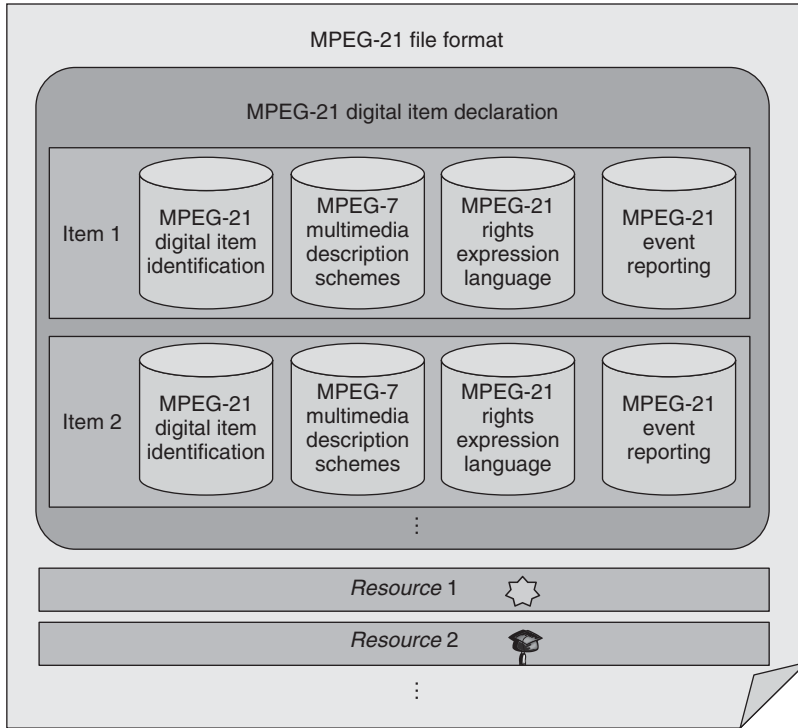 MPEG-21 file format
MPEG-21 digital item declaration
Item 1
MPEG-21
digital item
identification
MPEG-7
multimedia
description
schemes
MPEG-21
rights
expression
language
MPEG-21
event
reporting
Item 2
MPEG-21
digital item
identification
MPEG-7
multimedia
description
schemes
MPEG-21
rights
expression
language
MPEG-21
event
reporting
⋮
Resource 1
Resource 2
⋮